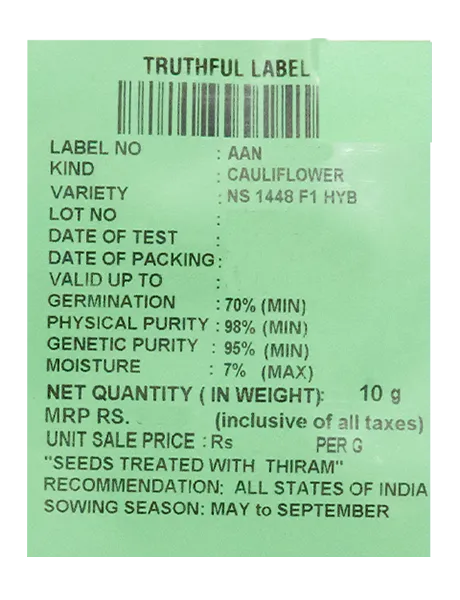 TRUTHFUL LABEL
LABEL NO : AAN
KIND : CAULIFLOWER
VARIETY : NS 1448 F1 HYB
LOT NO :
DATE OF TEST :
DATE OF PACKING :
VALID UP TO :
GERMINATION : 70% (MIN)
PHYSICAL PURITY : 98% (MIN)
GENETIC PURITY : 95% (MIN)
MOISTURE : 7% (MAX)
NET QUANTITY ( IN WEIGHT): 10 g
MRP RS. (inclusive of all taxes)
UNIT SALE PRICE : Rs PER G
"SEEDS TREATED WITH THIRAM"
RECOMMENDATION: ALL STATES OF INDIA
SOWING SEASON: MAY to SEPTEMBER